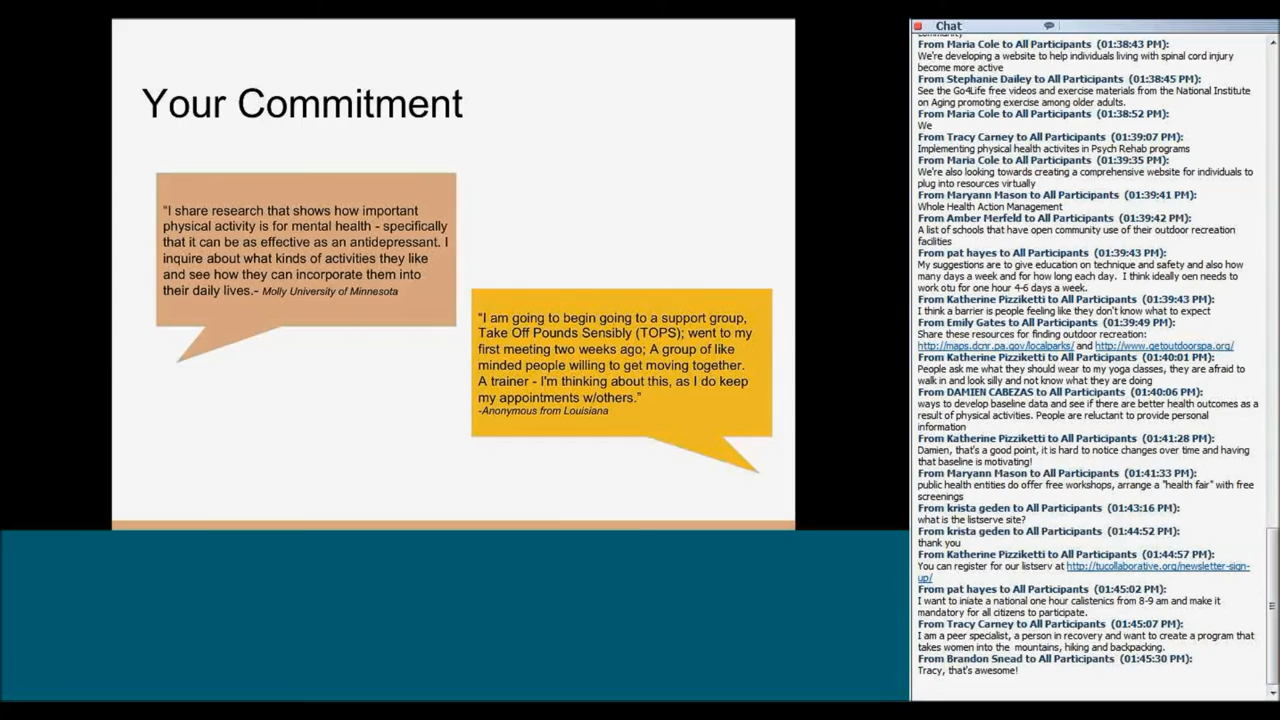 Your Commitment
“I share research that shows how important
physical activity is for mental health - specifically
that it can be as effective as an antidepressant. I
inquire about what kinds of activities they like
and see how they can incorporate them into
their daily lives.- Molly University of Minnesota
“I am going to begin going to a support group,
Take Off Pounds Sensibly (TOPS); went to my
first meeting two weeks ago; A group of like
minded people willing to get moving together.
A trainer - I'm thinking about this, as I do keep
my appointments w/others.”
-Anonymous from Louisiana
Chat
From Maria Cole to All Participants (01:38:43 PM):
We're developing a website to help individuals living with spinal cord injury
become more active
From Stephanie Dailey to All Participants (01:38:45 PM):
See the Go4Life free videos and exercise materials from the National Institute
on Aging promoting exercise among older adults.
From Maria Cole to All Participants (01:38:52 PM):
We
From Tracy Carney to All Participants (01:39:07 PM):
Implementing physical health activites in Psych Rehab programs
From Maria Cole to All Participants (01:39:35 PM):
We're also looking towards creating a comprehensive website for individuals to
plug into resources virtually
From Maryann Mason to All Participants (01:39:41 PM):
Whole Health Action Management
From Amber Merfeld to All Participants (01:39:42 PM):
A list of schools that have open community use of their outdoor recreation
facilities
From pat hayes to All Participants (01:39:43 PM):
My suggestions are to give education on technique and safety and also how
many days a week and for how long each day. I think ideally oen needs to
work otu for one hour 4-6 days a week.
From Katherine Pizziketti to All Participants (01:39:43 PM):
I think a barrier is people feeling like they don't know what to expect
From Emily Gates to All Participants (01:39:49 PM):
Share these resources for finding outdoor recreation:
http://maps.dcnr.pa.gov/localparks/ and http://www.getoutdoorspa.org/
From Katherine Pizziketti to All Participants (01:40:01 PM):
People ask me what they should wear to my yoga classes, they are afraid to
walk in and look silly and not know what they are doing
From DAMIEN CABEZAS to All Participants (01:40:06 PM):
ways to develop baseline data and see if there are better health outcomes as a
result of physical activities. People are reluctant to provide personal
information
From Katherine Pizziketti to All Participants (01:41:28 PM):
Damien, that's a good point, it is hard to notice changes over time and having
that baseline is motivating!
From Maryann Mason to All Participants (01:41:33 PM):
public health entities do offer free workshops, arrange a "health fair" with free
screenings
From krista geden to All Participants (01:43:16 PM):
what is the listserve site?
From krista geden to All Participants (01:44:52 PM):
thank you
From Katherine Pizziketti to All Participants (01:44:57 PM):
You can register for our listserv at http://tucollaborative.org/newsletter-sign-
up/
From pat hayes to All Participants (01:45:02 PM):
I want to iniate a national one hour calistenics from 8-9 am and make it
mandatory for all citizens to participate.
From Tracy Carney to All Participants (01:45:07 PM):
I am a peer specialist, a person in recovery and want to create a program that
takes women into the mountains, hiking and backpacking.
From Brandon Snead to All Participants (01:45:30 PM):
Tracy, that's awesome!